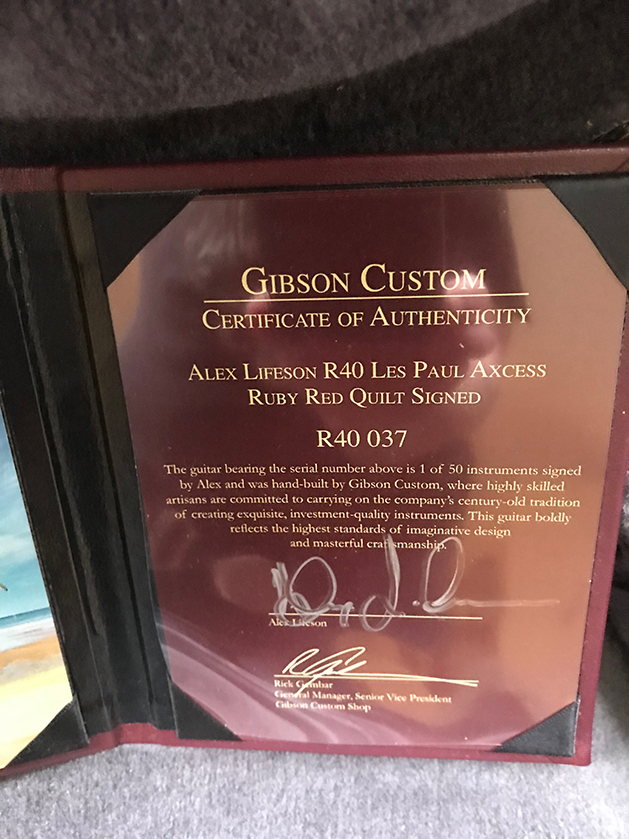 GIBSON CUSTOM
CERTIFICATE OF AUTHENTICITY
ALEX LIFESON R40 LES PAUL AXCESS
RUBY RED QUILT SIGNED
R40 037
The guitar bearing the serial number above is 1 of 50 instruments signed
by Alex and was hand-built by Gibson Custom, where highly skilled
artisans are committed to carrying on the company's century-old tradition
of creating exquisite, investment-quality instruments. This guitar boldly
reflects the highest standards of imaginative design
and masterful craftsmanship.
Alex Lifeson
Rick Gembar
General Manager, Senior Vice President
Gibson Custom Shop